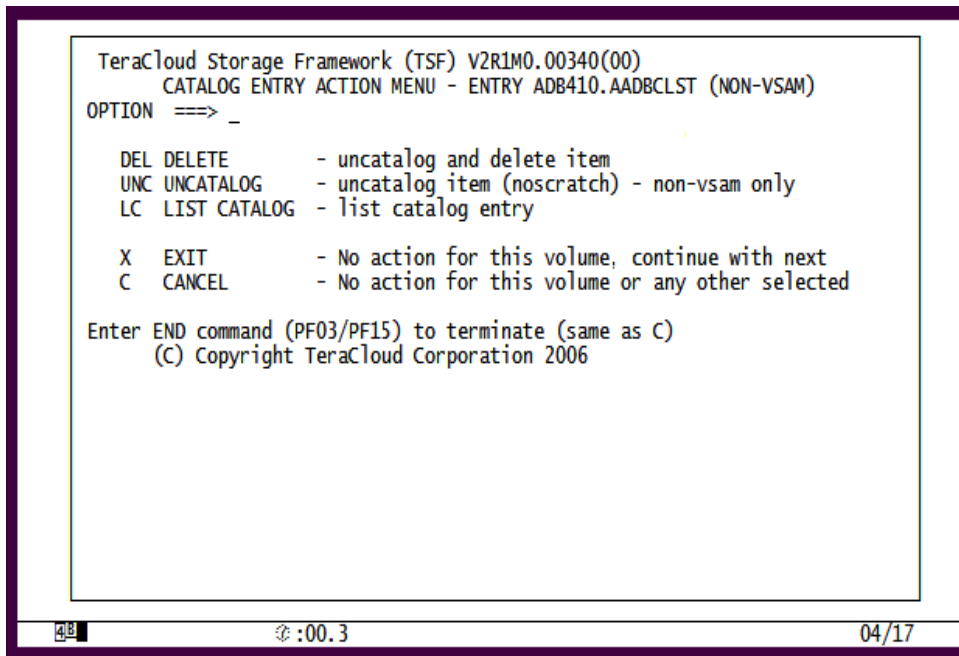 TeraCloud Storage Framework (TSF) V2R1M0.00340(00)
CATALOG ENTRY ACTION MENU - ENTRY ADB410.AADBCLST (NON-VSAM)
OPTION ===> _
DEL DELETE - uncatalog and delete item
UNC UNCATALOG - uncatalog item (noscratch) - non-vsam only
LC LIST CATALOG - list catalog entry
X EXIT - No action for this volume, continue with next
C CANCEL - No action for this volume or any other selected
Enter END command (PF03/PF15) to terminate (same as C)
(C) Copyright TeraCloud Corporation 2006
4B :00.3 04/17